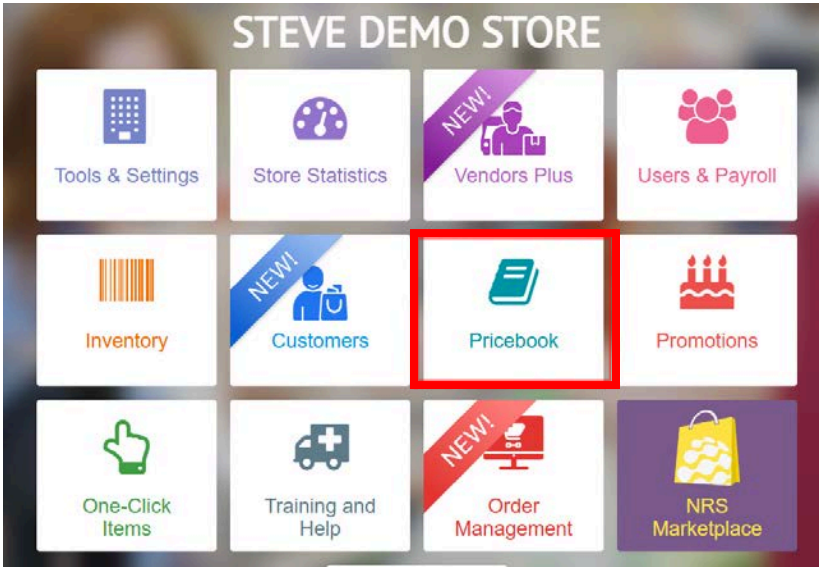 STEVE DEMO STORE
Tools & Settings
Store Statistics
NEW!
Vendors Plus
Users & Payroll
Inventory
NEW!
Customers
Pricebook
Promotions
One-Click
Items
Training and
Help
NEW!
Order
Management
NRS
Marketplace